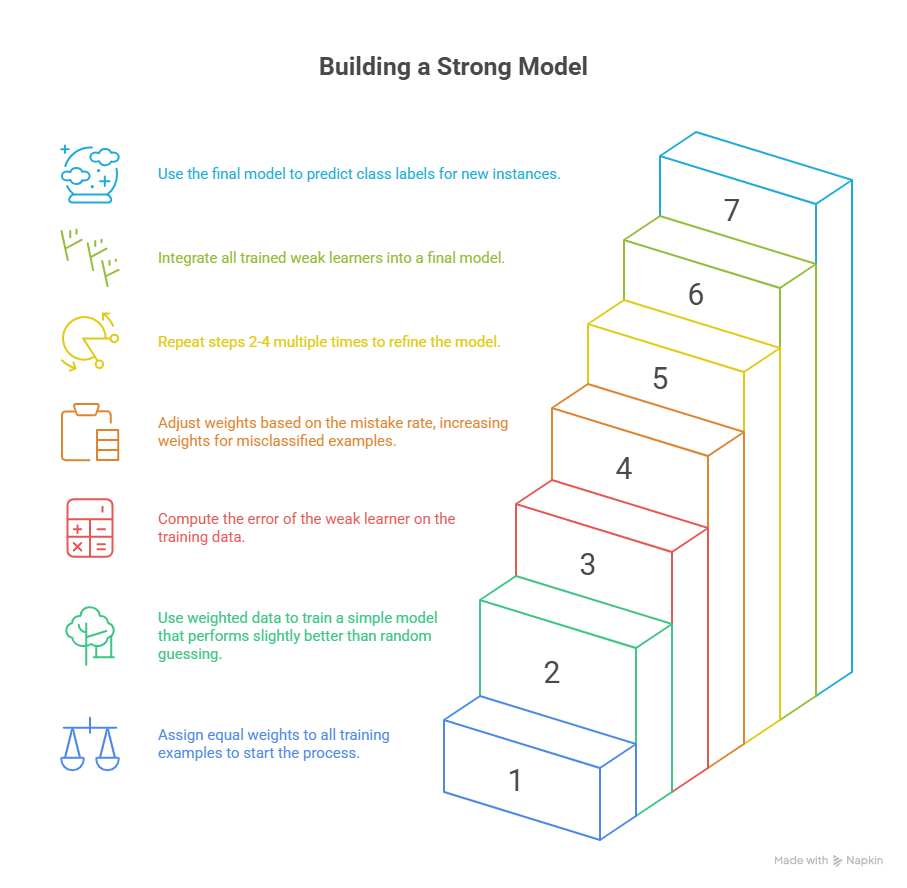 Building a Strong Model
Use the final model to predict class labels for new instances.
7
Integrate all trained weak learners into a final model.
6
Repeat steps 2-4 multiple times to refine the model.
5
Adjust weights based on the mistake rate, increasing
weights for misclassified examples.
4
Compute the error of the weak learner on the
training data.
3
Use weighted data to train a simple model
that performs slightly better than random
guessing.
2
Assign equal weights to all training
examples to start the process.
1
Made with Napkin